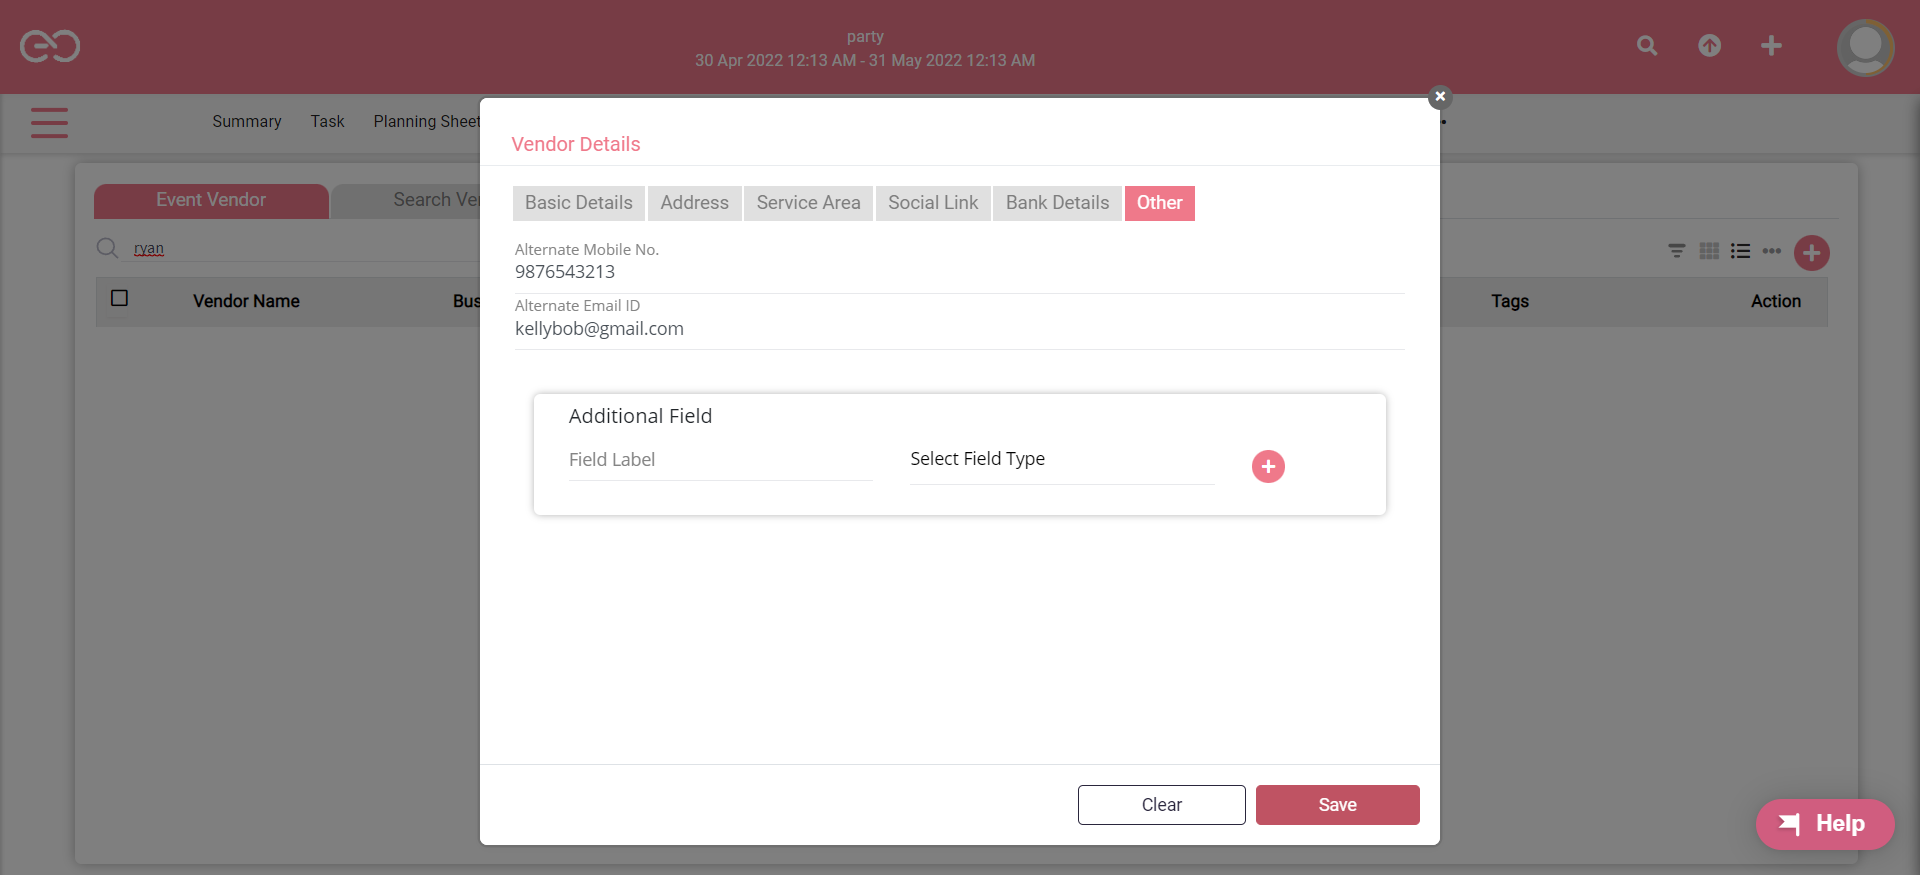 party
30 Apr 2022 12:13 AM - 31 May 2022 12:13 AM
Summary Task Planning Sheet
Vendor Details
Event Vendor Search Ve
Basic Details Address Service Area Social Link Bank Details Other
ryan
Alternate Mobile No.
9876543213
Vendor Name Bus Tags Action
Alternate Email ID
kellybob@gmail.com
Additional Field
Field Label Select Field Type
Clear Save
Help